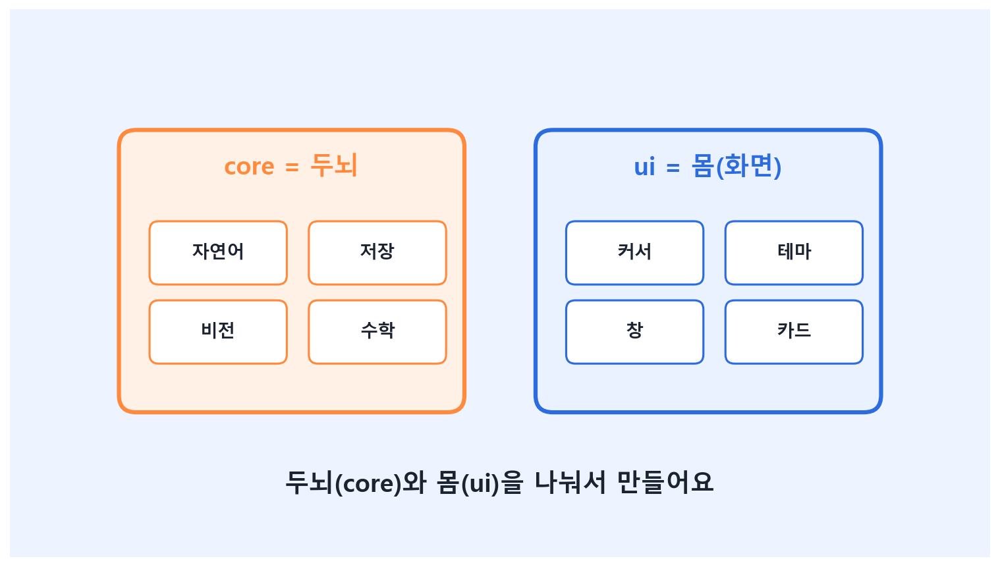 core = 두뇌
자연어
저장
비전
수학
ui = 몸(화면)
커서
테마
창
카드
두뇌(core)와 몸(ui)을 나눠서 만들어요